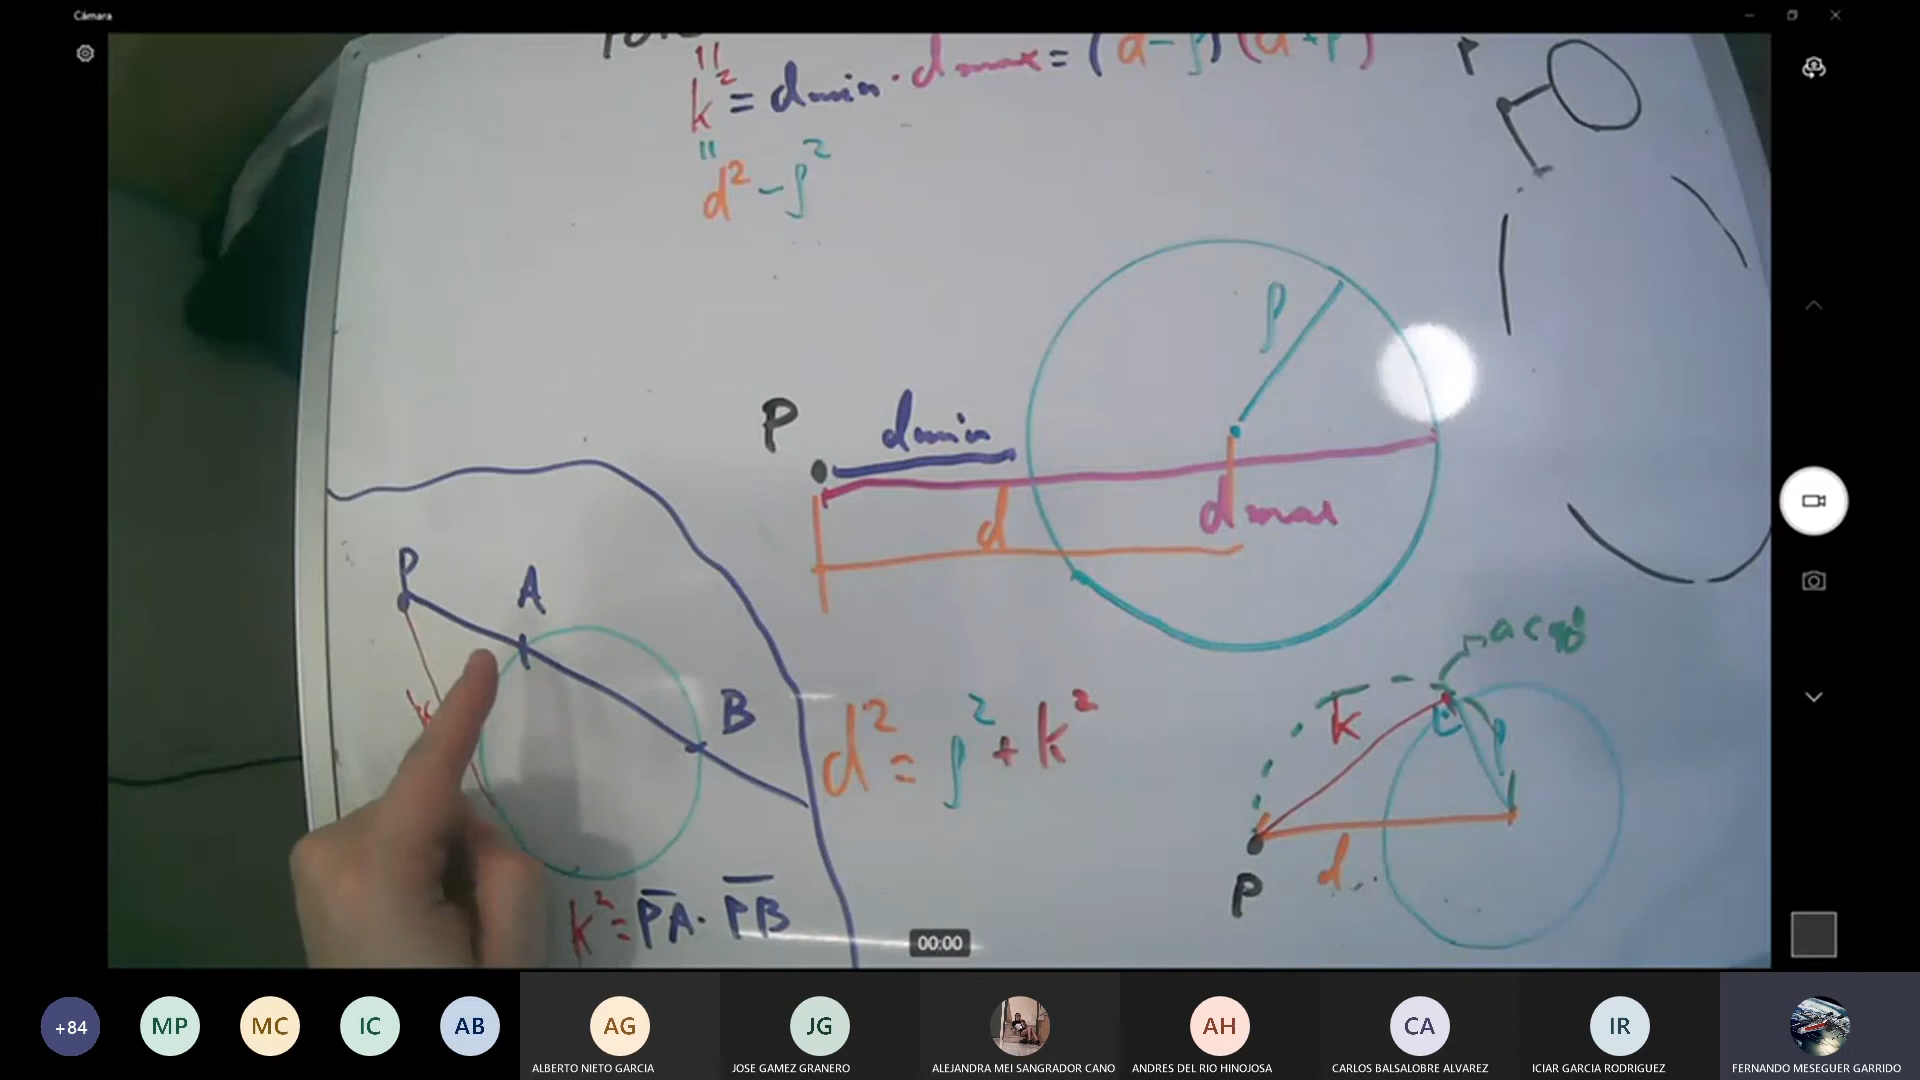 Cámara
k² = dmin · dmax = (d-ρ)(d+ρ)
"
d² - ρ²
P
ρ
P
dmin
d
dmax
P
A
k
B
d² = ρ² + k²
k
ρ
d
P
k² = PA · PB
00:00
+84
MP
MC
IC
AB
AG
JG
AH
CA
IR
ALBERTO NIETO GARCIA
JOSE GAMEZ GRANERO
ALEJANDRA MEI SANGRADOR CANO
ANDRES DEL RIO HINOJOSA
CARLOS BALSALOBRE ALVAREZ
ICIAR GARCIA RODRIGUEZ
FERNANDO MESEGUER GARRIDO